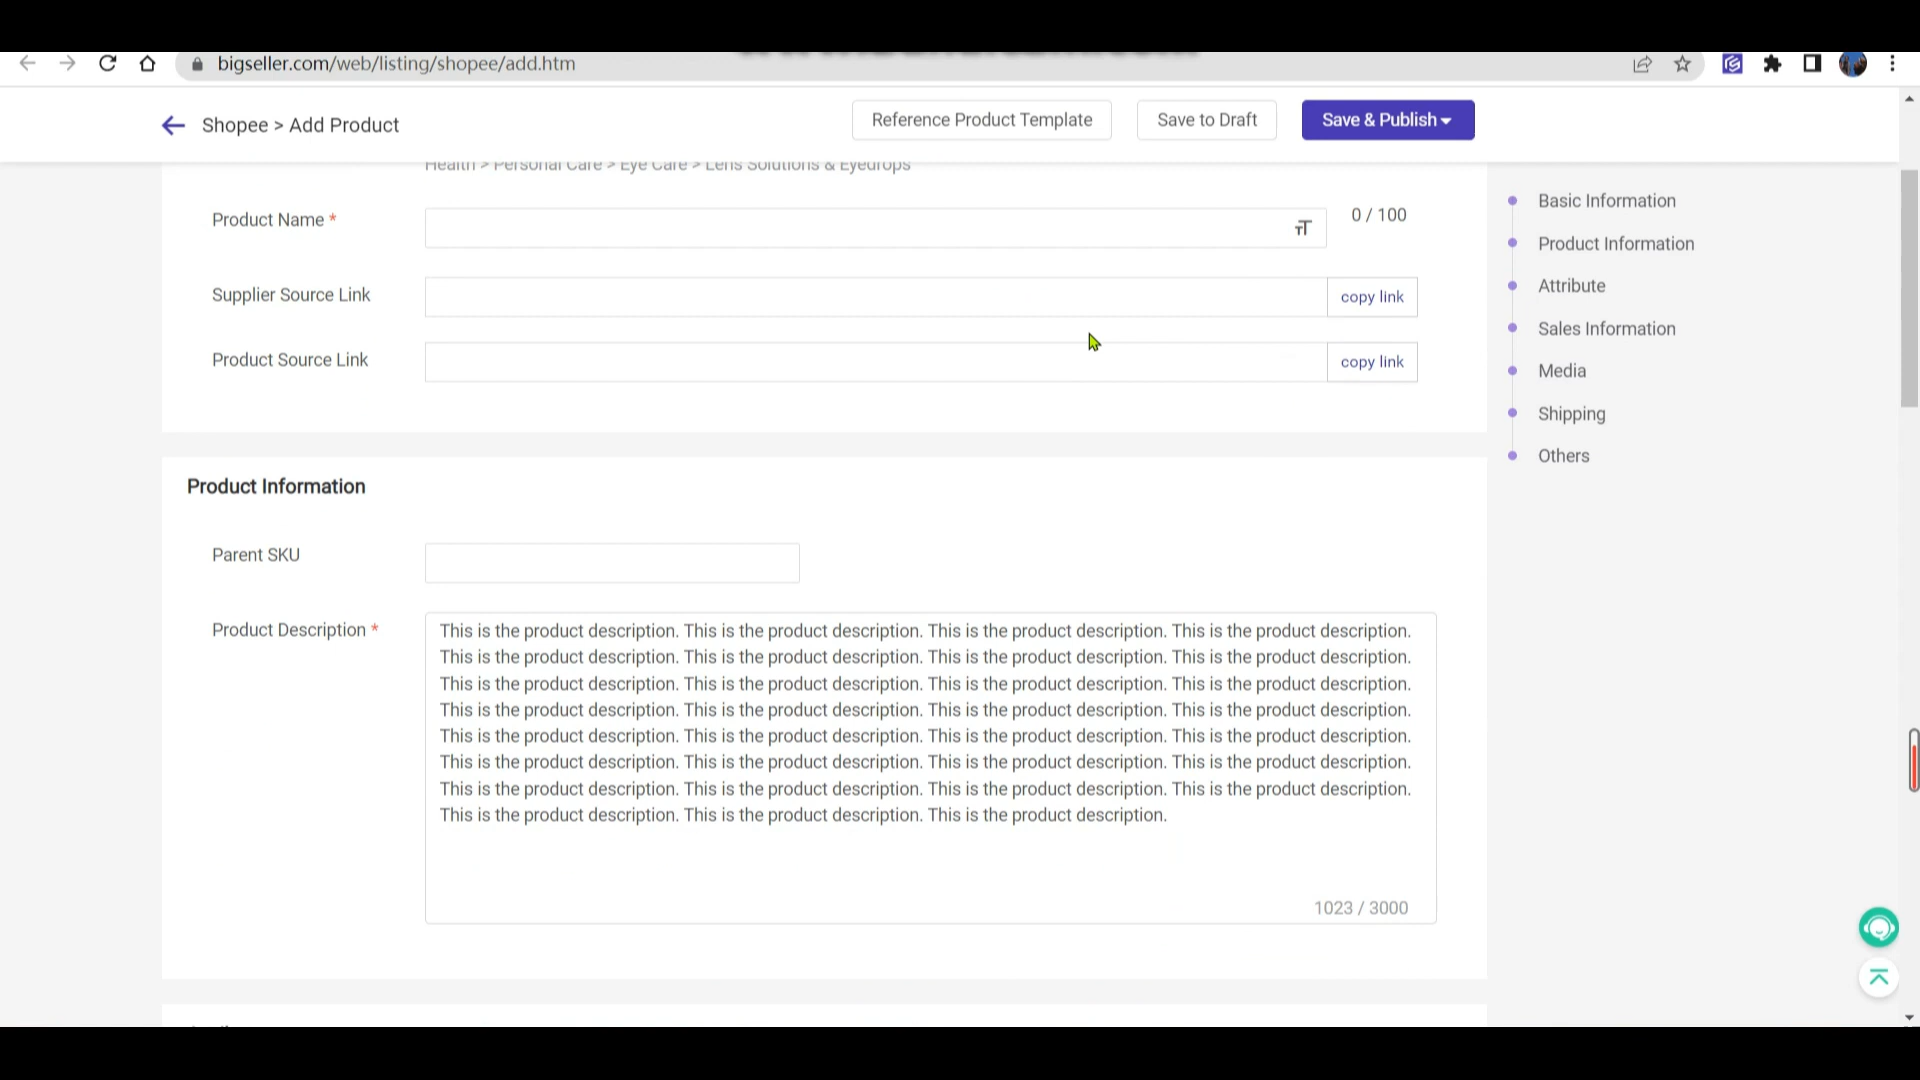 bigseller.com/web/listing/shopee/add.htm
Shopee > Add Product
Reference Product Template
Save to Draft
Save & Publish
Health > Personal Care > Eye Care > Lens Solutions & Eyedrops
Product Name *
0 / 100
Supplier Source Link
copy link
Product Source Link
copy link
Product Information
Parent SKU
Product Description *
This is the product description. This is the product description. This is the product description. This is the product description.
This is the product description. This is the product description. This is the product description. This is the product description.
This is the product description. This is the product description. This is the product description. This is the product description.
This is the product description. This is the product description. This is the product description. This is the product description.
This is the product description. This is the product description. This is the product description. This is the product description.
This is the product description. This is the product description. This is the product description. This is the product description.
This is the product description. This is the product description. This is the product description. This is the product description.
This is the product description. This is the product description. This is the product description.
1023 / 3000
Basic Information
Product Information
Attribute
Sales Information
Media
Shipping
Others